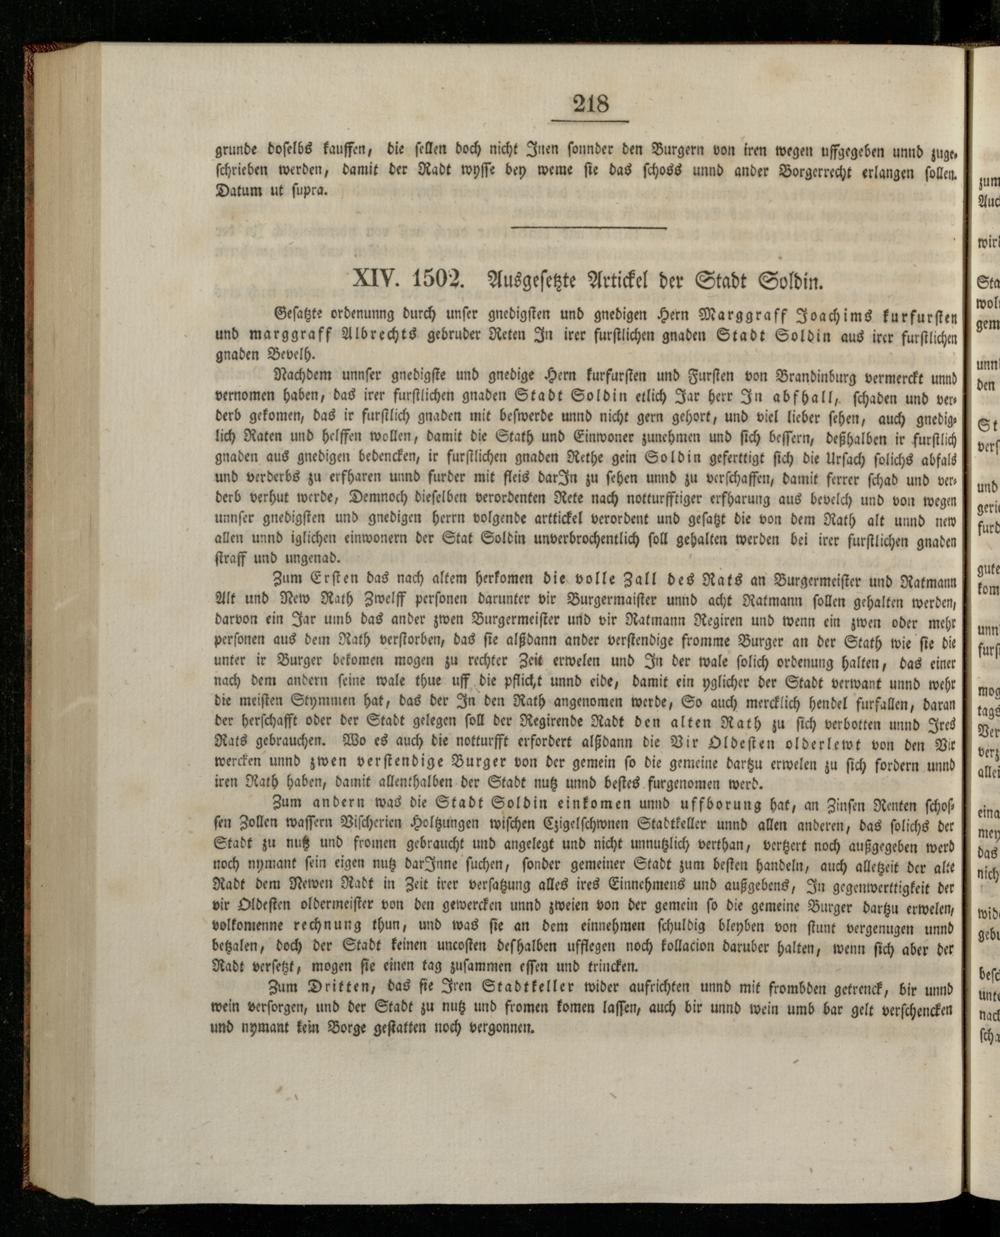 218
grunde doselbs kauffen, die sellen doch nicht Inen sonnder den Burgern von iren wegen uffgegeben unnd zuge-
schrieben werden, damit der Radt wysse bey weme sie das schoss unnd ander Borgerrecht erlangen sollen.
Datum ut supra.
XIV. 1502. Ausgesetzte Artickel der Stadt Soldin.
Gesatzte ordenunng durch unser gnedigsten und gnedigen Hern Marggraff Joachims kurfursten
und marggraff Albrechts gebruder Reten In irer furstlichen gnaden Stadt Soldin aus irer furstlichen
gnaden Bevelh.
Nachdem unnser gnedigste und gnedige Hern kurfursten und Fursten von Brandinburg vermerckt unnd
vernomen haben, das irer furstlichen gnaden Stadt Soldin etlich Jar herr In abfhall, schaden und ver-
derb gekomen, das ir furstlich gnaden mit beswerde unnd nicht gern gehort, und viel lieber sehen, auch gnedig-
lich Raten und helffen wollen, damit die Stath und Einwoner zunehmen und sich bessern, deßhalben ir furstlich
gnaden aus gnedigen bedencken, ir furstlichen gnaden Rethe gein Soldin geferttigt sich die Ursach solichs abfals
und verderbs zu erfharen unnd furder mit fleis darIn zu sehen unnd zu verschaffen, damit ferrer schad und ver-
derb verhut werde, Demnoch dieselben verordenten Rete nach notturfftiger erfharung aus bevelch und von wegen
unnser gnedigsten und gnedigen herrn volgende arttickel verordent und gesatzt die von dem Rath alt unnd new
allen unnd iglichen einwonern der Stat Soldin unverbrochentlich soll gehalten werden bei irer furstlichen gnaden
straff und ungenad.
Zum Ersten das nach altem herkomen die volle Zall des Rats an Burgermeister und Ratmann
Alt und New Rath Zwelff personen darunter vir Burgermaister unnd acht Ratmann sollen gehalten werden,
darvon ein Jar umb das ander zwen Burgermeister und vir Ratmann Regiren und wenn ein zwen oder mehr
personen aus dem Rath verstorben, das sie alßdann ander verstendige fromme Burger an der Stath wie sie die
unter ir Burger bekomen mogen zu rechter Zeit erwelen und In der wale solich ordenung halten, das einer
nach dem andern seine wale thue uff die pflicht unnd eide, damit ein yglicher der Stadt verwant unnd wehr
die meisten Stymmen hat, das der In den Rath angenomen werde, So auch mercklich hendel furfallen, daran
der herschafft oder der Stadt gelegen soll der Regirende Radt den alten Rath zu sich verbotten unnd Ires
Rats gebrauchen. Wo es auch die notturfft erfordert alßdann die Vir Oldesten olderlewt von den Vir
wercken unnd zwen verstendige Burger von der gemein so die gemeine dartzu erwelen zu sich fordern unnd
iren Rath haben, damit allenthalben der Stadt nutz unnd bestes furgenomen werd.
Zum andern was die Stadt Soldin einkomen unnd uffborung hat, an Zinsen Renten schos-
sen Zollen wassern Vischerien Holtzungen wischen Czigelschwnen Stadtkeller unnd allen anderen, das solichs der
Stadt zu nutz und fromen gebraucht und angelegt und nicht unnutzlich verthan, vertzert noch außgegeben werd
noch nymant sein eigen nutz darInne suchen, sonder gemeiner Stadt zum besten handeln, auch alletzeit der alte
Radt dem Newen Radt in Zeit irer versatzung alles ires Einnehmens und außgebens, In gegenwerttigkeit der
vir Oldesten oldermeister von den gewercken unnd zweien von der gemein so die gemeine Burger dartzu erwelen,
volkomenne rechnung thun, und was sie an dem einnehmen schuldig bleyben von stunt vergenugen unnd
betzalen, doch der Stadt keinen uncosten deshalben ufflegen noch kollacion daruber halten, wenn sich aber der
Radt versetzt, mogen sie einen tag zusammen essen und trincken.
Zum Dritten, das sie Iren Stadtkeller wider aufrichten unnd mit frombden getrenck, bir unnd
wein versorgen, und der Stadt zu nutz und fromen komen lassen, auch bir unnd wein umb bar gelt verschencken
und nymant kein Borge gestatten noch vergonnen.